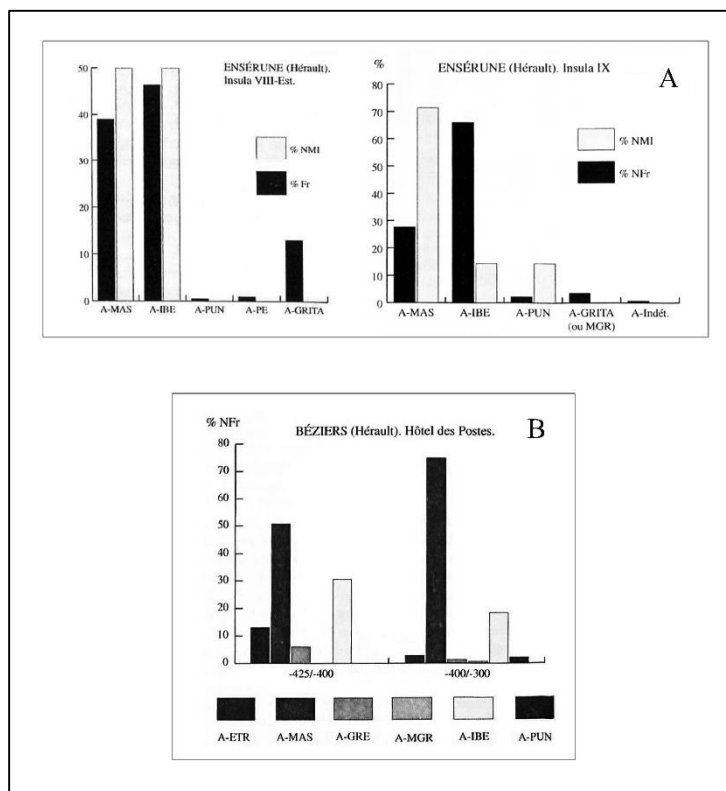 ENSÉRUNE (Hérault).
Insula VIII-Est.
50
40
30
20
10
0
% NMI
% Fr
A-MAS A-IBE A-PUN A-PE A-GRITA
%
ENSÉRUNE (Hérault). Insula IX
A
80
70
60
50
40
30
20
10
0
% NMI
% NFr
A-MAS A-IBE A-PUN A-GRITA A-Indét.
(ou MGR)
% NFr
BÉZIERS (Hérault). Hôtel des Postes.
B
80
70
60
50
40
30
20
10
0
-425/-400 -400/-300
A-ETR A-MAS A-GRE A-MGR A-IBE A-PUN